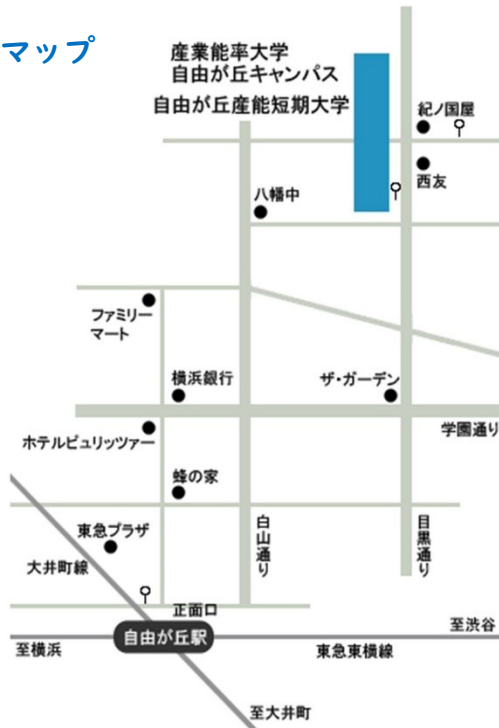 マップ
産業能率大学
自由が丘キャンパス
自由が丘産能短期大学
紀ノ国屋
西友
八幡中
ファミリー
マート
横浜銀行
ザ・ガーデン
学園通り
ホテルピュリッツァー
蜂の家
白山通り
目黒通り
東急プラザ
大井町線
正面口
自由が丘駅
至渋谷
至横浜
東急東横線
至大井町